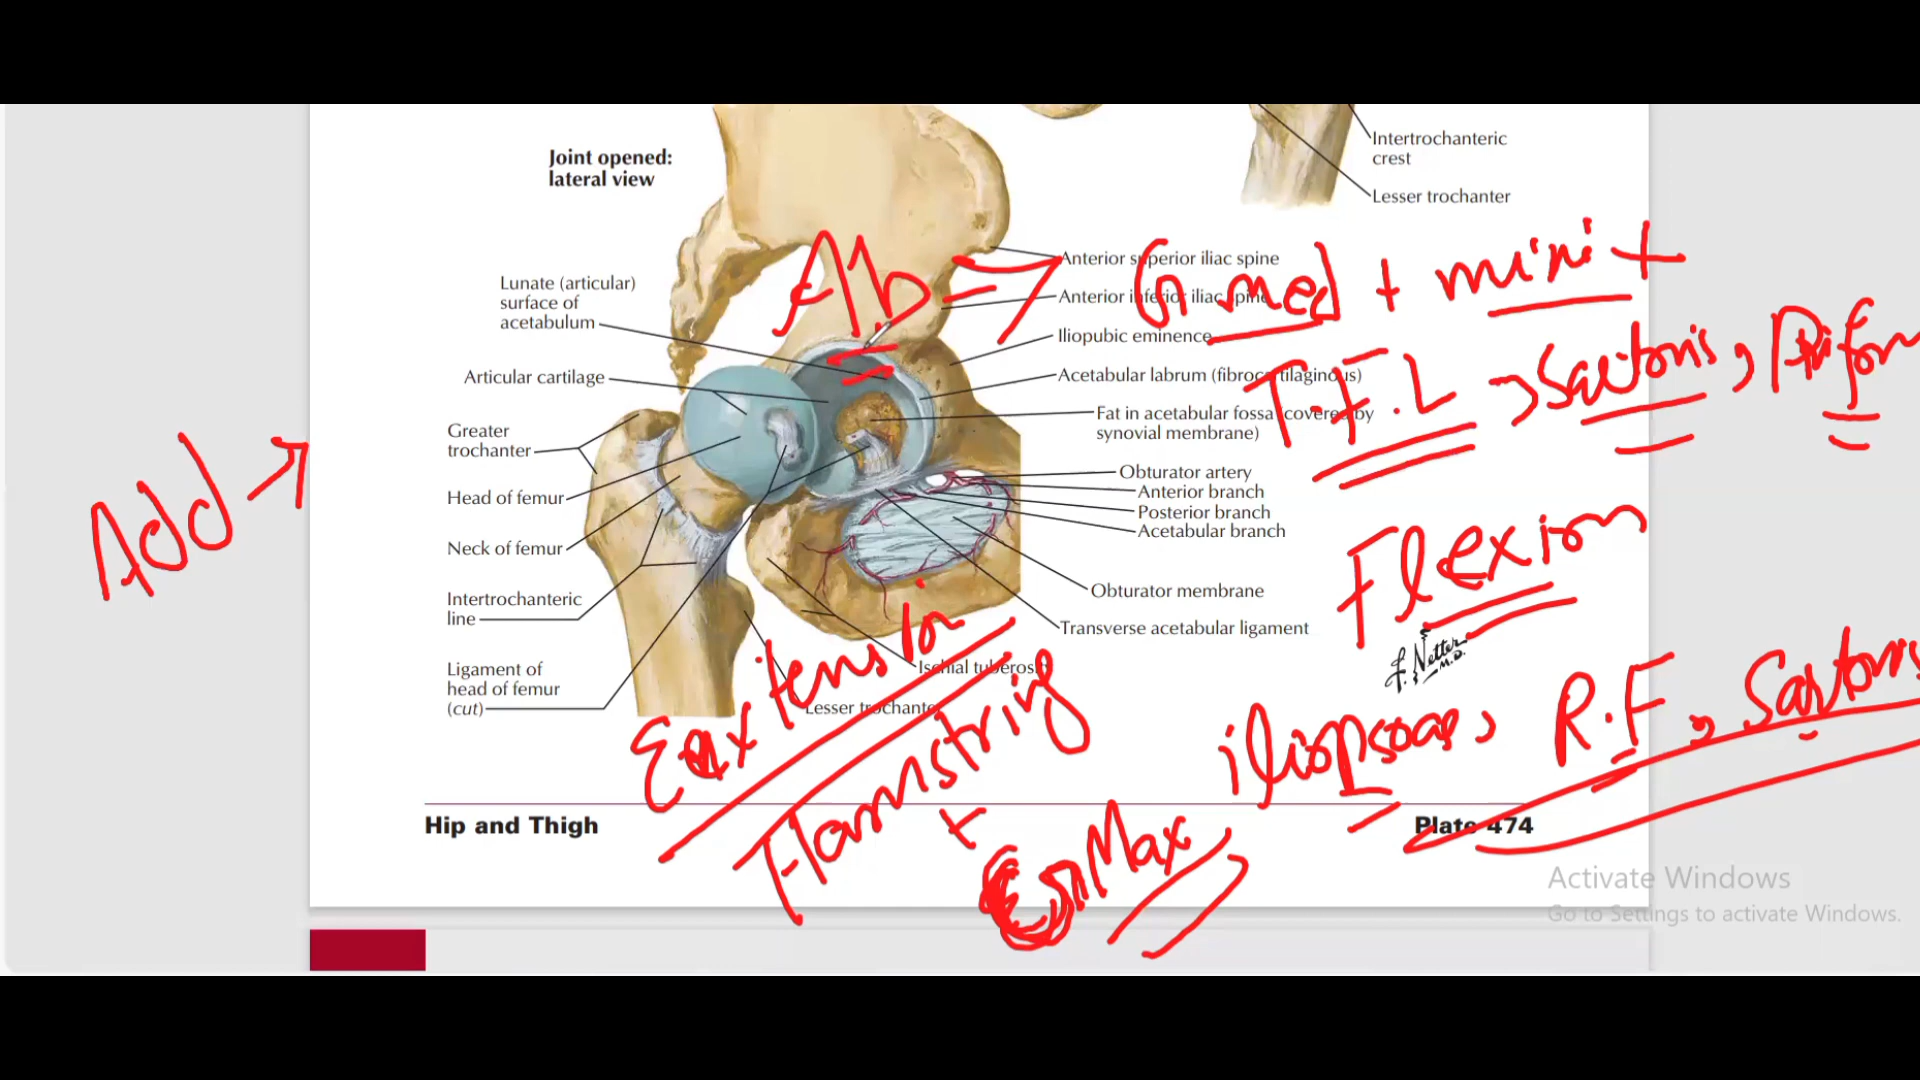 Joint opened:
lateral view
Intertrochanteric
crest
Lesser trochanter
Lunate (articular)
surface of
acetabulum
Articular cartilage
Greater
trochanter
Head of femur
Neck of femur
Intertrochanteric
line
Ligament of
head of femur
(cut)
Anterior superior iliac spine
Anterior inferior iliac spine
Iliopubic eminence
Acetabular labrum (fibrocartilaginous)
Fat in acetabular fossa (covered by
synovial membrane)
Obturator artery
Anterior branch
Posterior branch
Acetabular branch
Obturator membrane
Transverse acetabular ligament
Ischial tuberosity
Lesser trochanter
Ab => G med + mini +
T.F.L, Sartoris, Piriform
Add →
Flexion
iliopsoas, R.F, Sartoris
Extension
Hamstring
+
G Max
F. Netter
M.D.
Hip and Thigh
Plate 474
Activate Windows
Go to Settings to activate Windows.